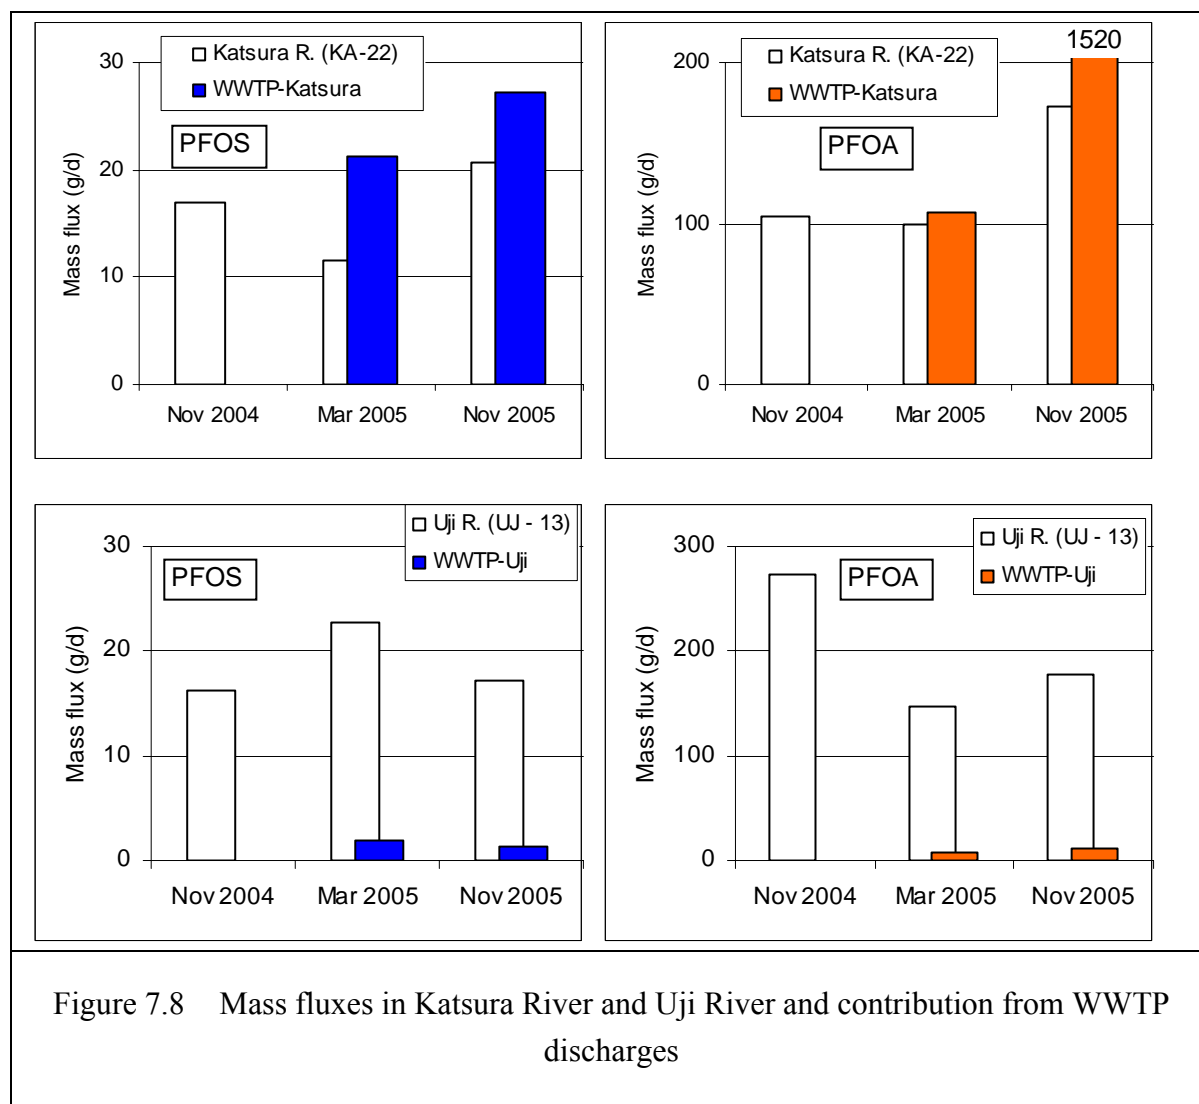 Katsura R. (KA-22)
WWTP-Katsura
PFOS
Mass flux (g/d)
30
20
10
0
Nov 2004 Mar 2005 Nov 2005
1520
Katsura R. (KA-22)
WWTP-Katsura
PFOA
Mass flux (g/d)
200
100
0
Nov 2004 Mar 2005 Nov 2005
Uji R. (UJ - 13)
WWTP-Uji
PFOS
Mass flux (g/d)
30
20
10
0
Nov 2004 Mar 2005 Nov 2005
Uji R. (UJ - 13)
WWTP-Uji
PFOA
Mass flux (g/d)
300
200
100
0
Nov 2004 Mar 2005 Nov 2005
Figure 7.8 Mass fluxes in Katsura River and Uji River and contribution from WWTP
discharges